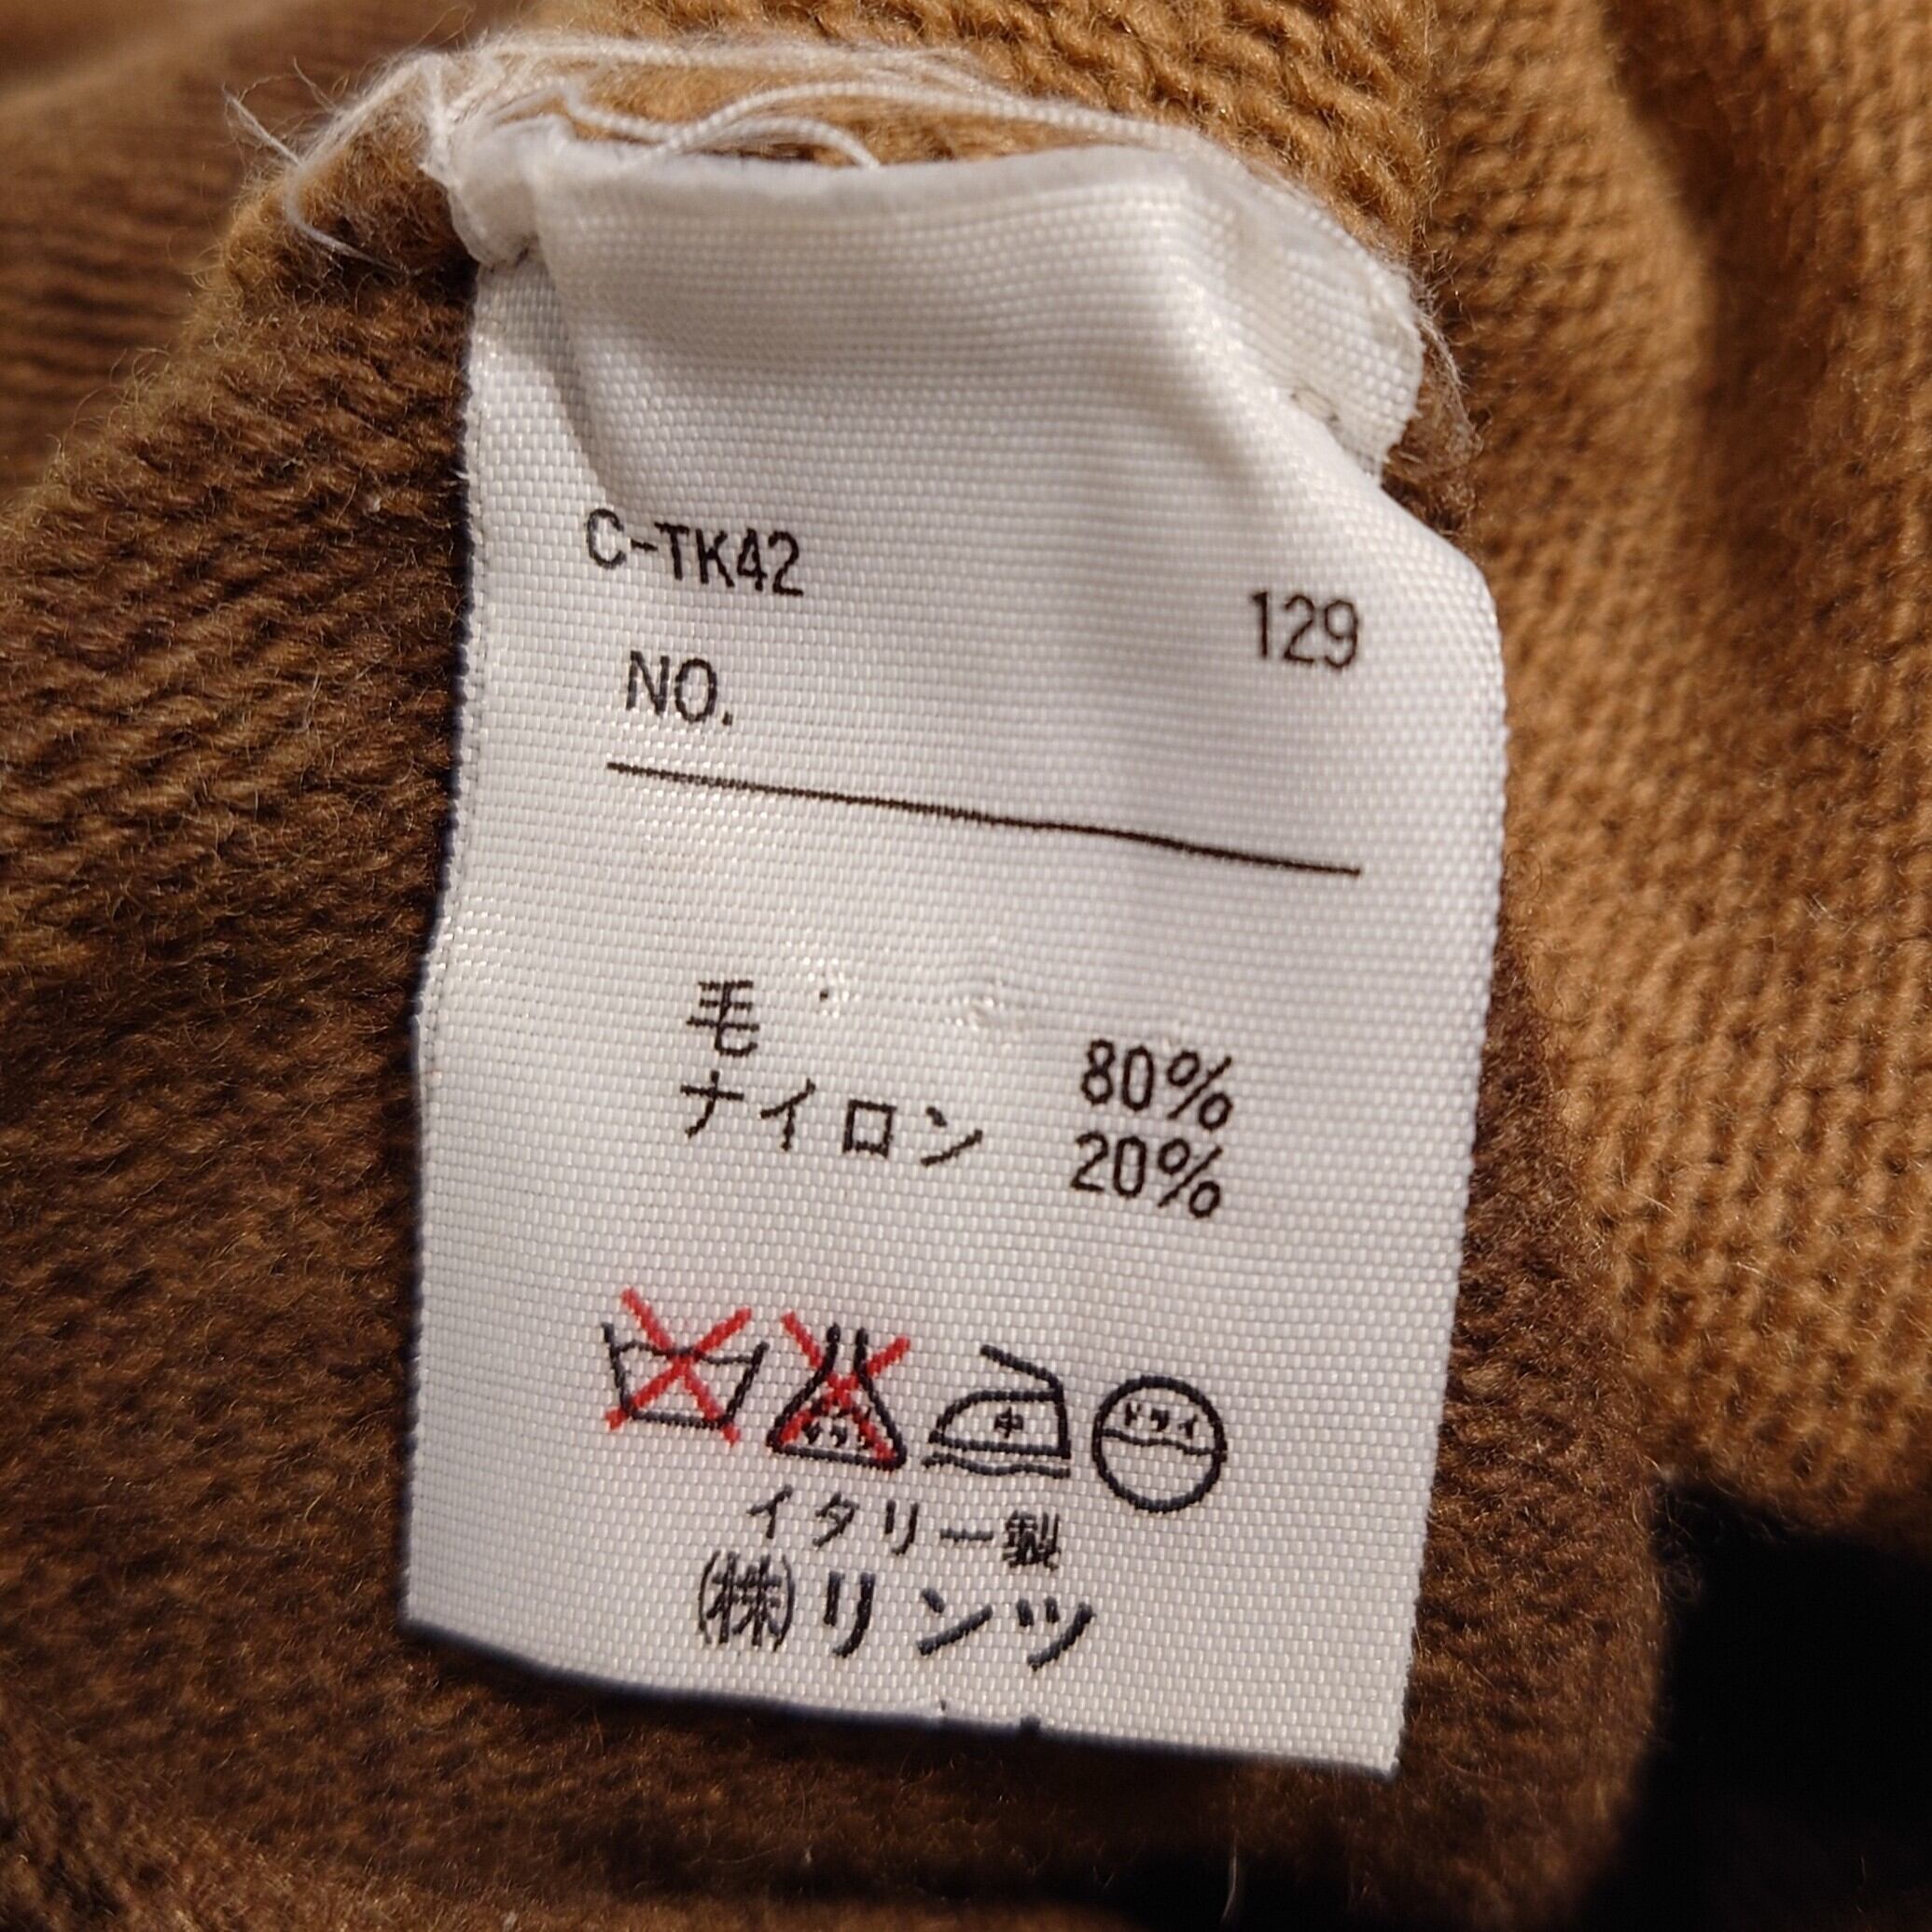 C-TK42 129
NO.
毛 80%
ナイロン 20%
中 ドライ
イタリー製
(株)リンツ